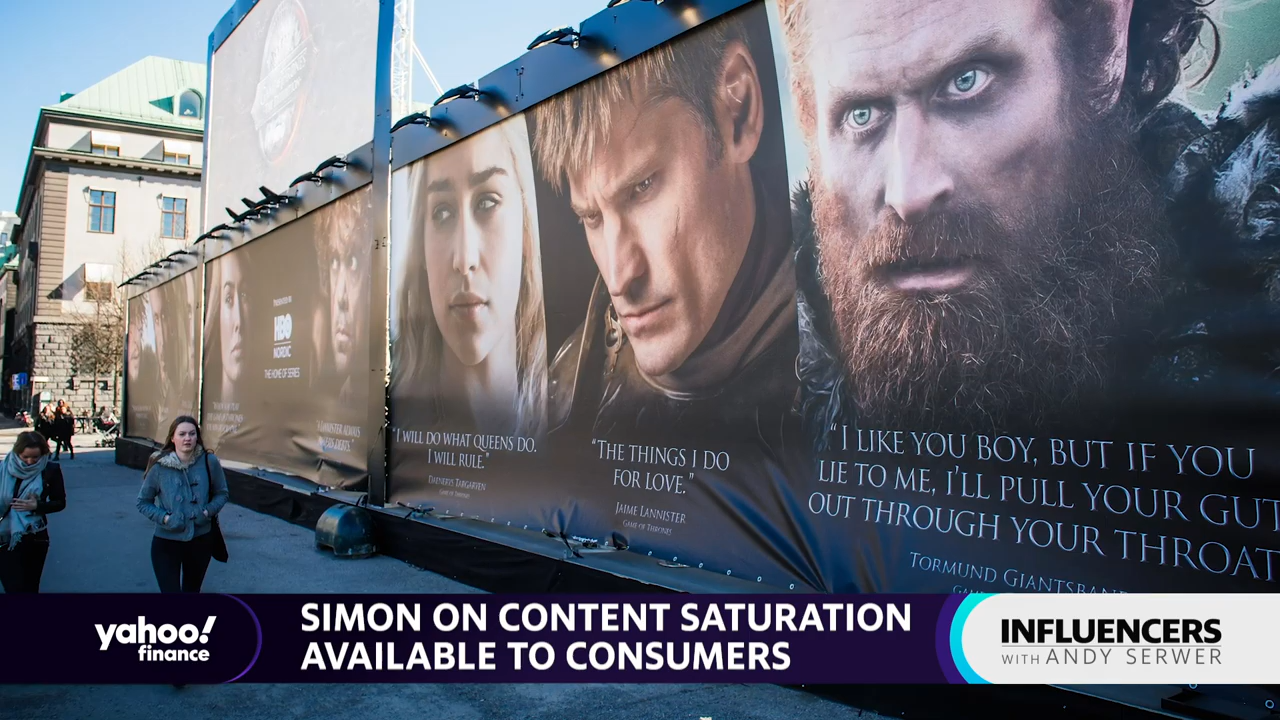 HBO
NORDIC
THE HOME OF SERIES
"I WILL DO WHAT QUEENS DO.
I WILL RULE."
DAENERYS TARGARYEN
GAME OF THRONES
"THE THINGS I DO
FOR LOVE."
JAIME LANNISTER
GAME OF THRONES
"I LIKE YOU BOY, BUT IF YOU
LIE TO ME, I'LL PULL YOUR GUT
OUT THROUGH YOUR THROAT
TORMUND GIANTSBANE
yahoo!
finance
SIMON ON CONTENT SATURATION
AVAILABLE TO CONSUMERS
INFLUENCERS
WITH ANDY SERWER